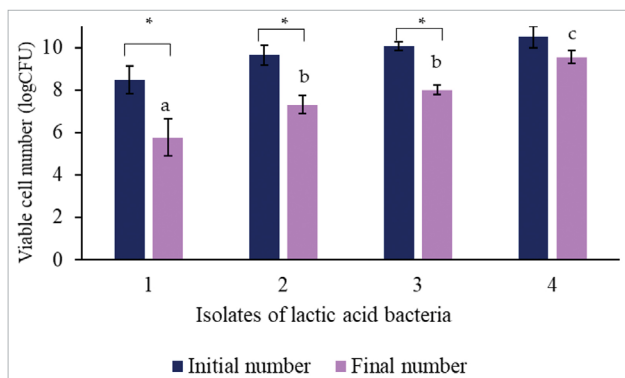 * * *
10
c
b
b
8
a
6
4
2
0
Viable cell number (logCFU)
1 2 3 4
Isolates of lactic acid bacteria
Initial number Final number